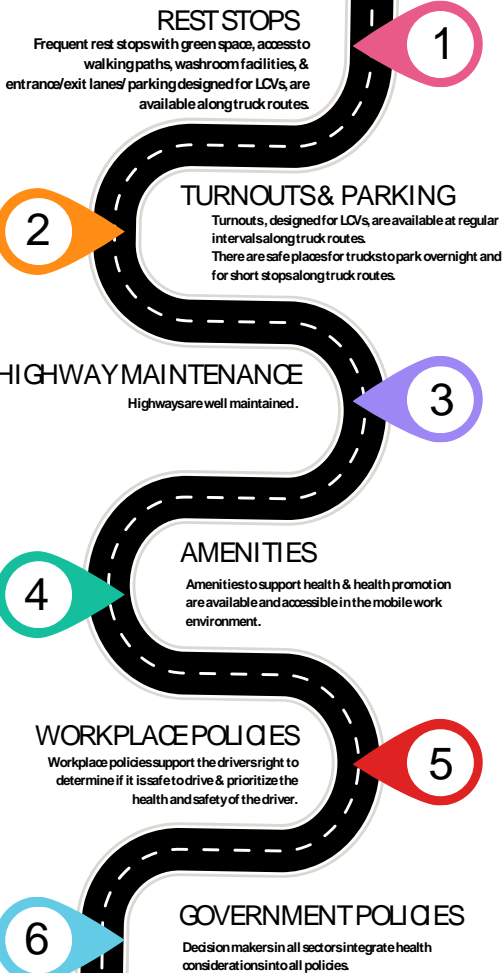 REST STOPS
Frequent rest stops with green space, access to
walking paths, washroom facilities, &
entrance/exit lanes/ parking designed for LCVs, are
available along truck routes.
1
TURNOUTS & PARKING
Turnouts, designed for LCVs, are available at regular
intervals along truck routes.
There are safe places for trucks to park overnight and
for short stops along truck routes.
2
HIGHWAY MAINTENANCE
Highways are well maintained.
3
AMENITIES
Amenities to support health & health promotion
are available and accessible in the mobile work
environment.
4
WORKPLACE POLICIES
Workplace policies support the drivers right to
determine if it is safe to drive & prioritize the
health and safety of the driver.
5
GOVERNMENT POLICIES
Decision makers in all sectors integrate health
considerations into all policies.
6